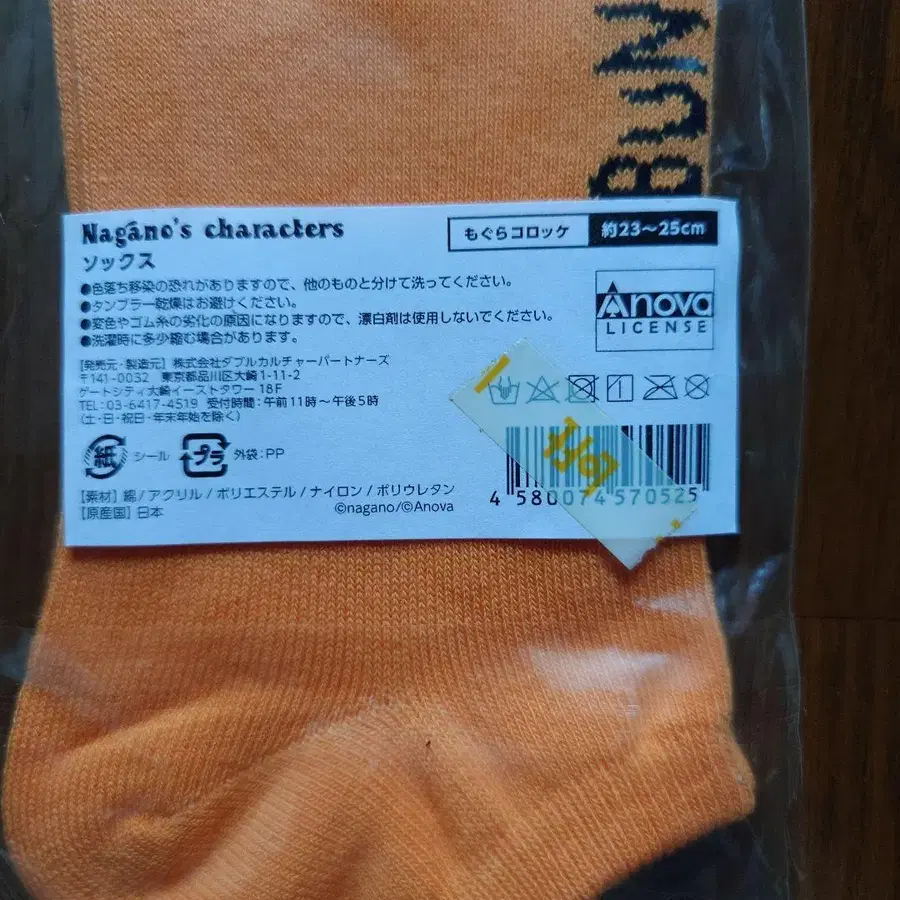 BUN
Nagano's characters
もぐらコロッケ 約23〜25cm
ソックス
●色落ち移染の恐れがありますので、他のものと分けて洗ってください。
●タンブラー乾燥はお避けください。
●変色やゴム糸の劣化の原因になりますので、漂白剤は使用しないでください。
●洗濯時に多少縮む場合があります。
Anova
LICENSE
[発売元・製造元] 株式会社ダブルカルチャーパートナーズ
〒141-0032 東京都品川区大崎1-11-2
ゲートシティ大崎イーストタワー 18F
TEL:03-6417-4519 受付時間:午前11時〜午後5時
(土・日・祝日・年末年始を除く)
紙 シール プラ 外袋:PP
[素材] 綿/アクリル/ポリエステル/ナイロン/ポリウレタン
[原産国] 日本
©nagano/©Anova
4 580074 570525